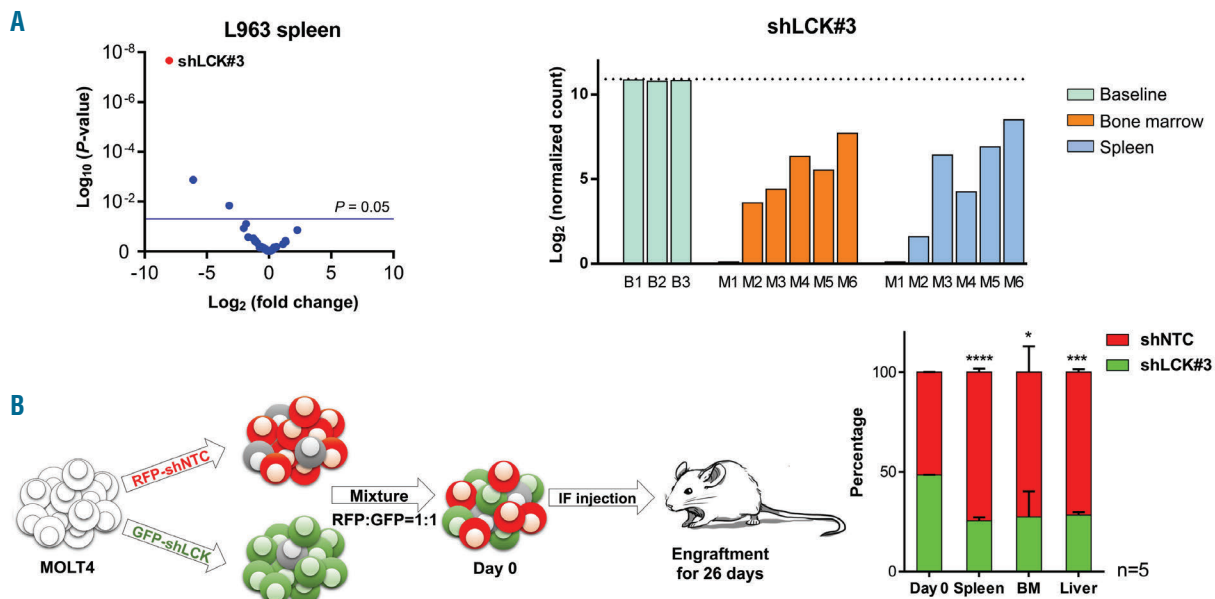 A
L963 spleen
10-8
10-6
10-4
10-2
0
Log10 (P-value)
shLCK#3
P = 0.05
-10
-5
0
5
10
Log2 (fold change)
shLCK#3
10
5
0
Log2 (normalized count)
B1 B2 B3 M1 M2 M3 M4 M5 M6 M1 M2 M3 M4 M5 M6
Baseline
Bone marrow
Spleen
B
MOLT4
RFP-shNTC
GFP-shLCK
Mixture
RFP:GFP=1:1
Day 0
IF injection
Engraftment
for 26 days
Percentage
100
50
0
****
*
***
Day 0 Spleen BM Liver
shNTC
shLCK#3
n=5